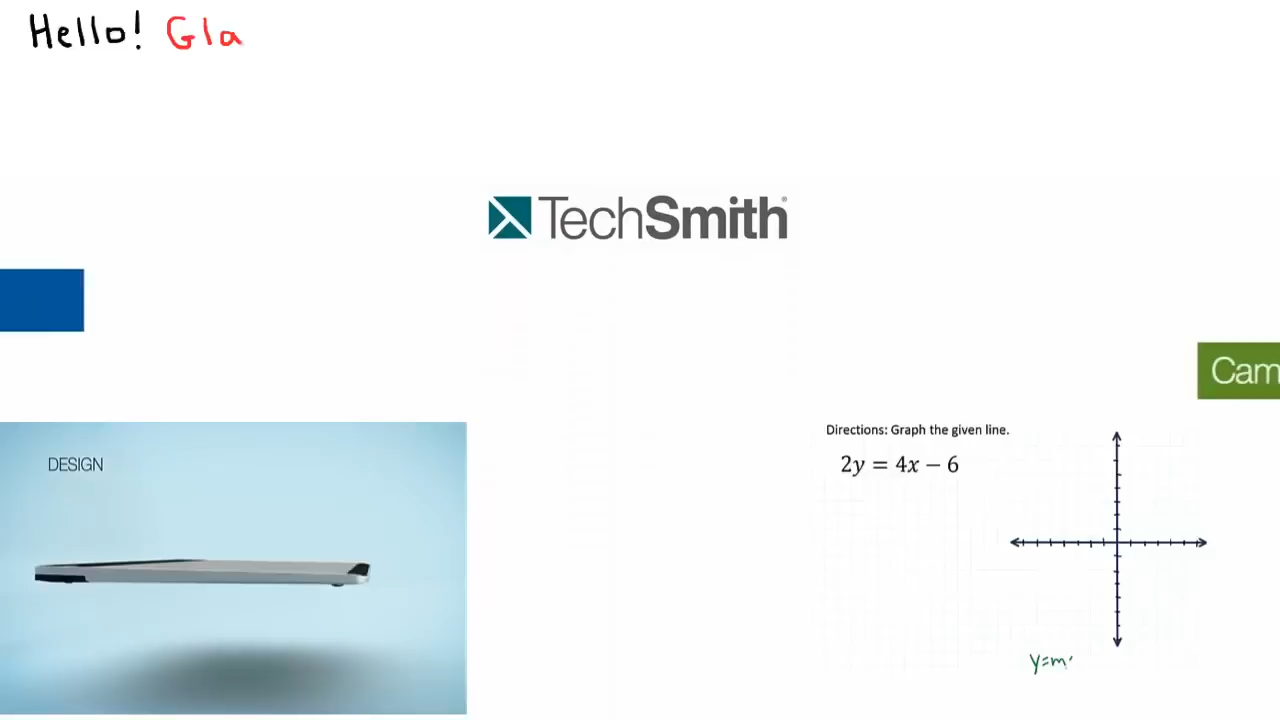 Hello! Gla
TechSmith
Cam
DESIGN
Directions: Graph the given line.
2y = 4x − 6
y=m